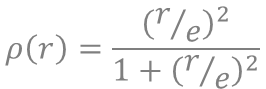 ρ(r) = (r/e)² / 1 + (r/e)²